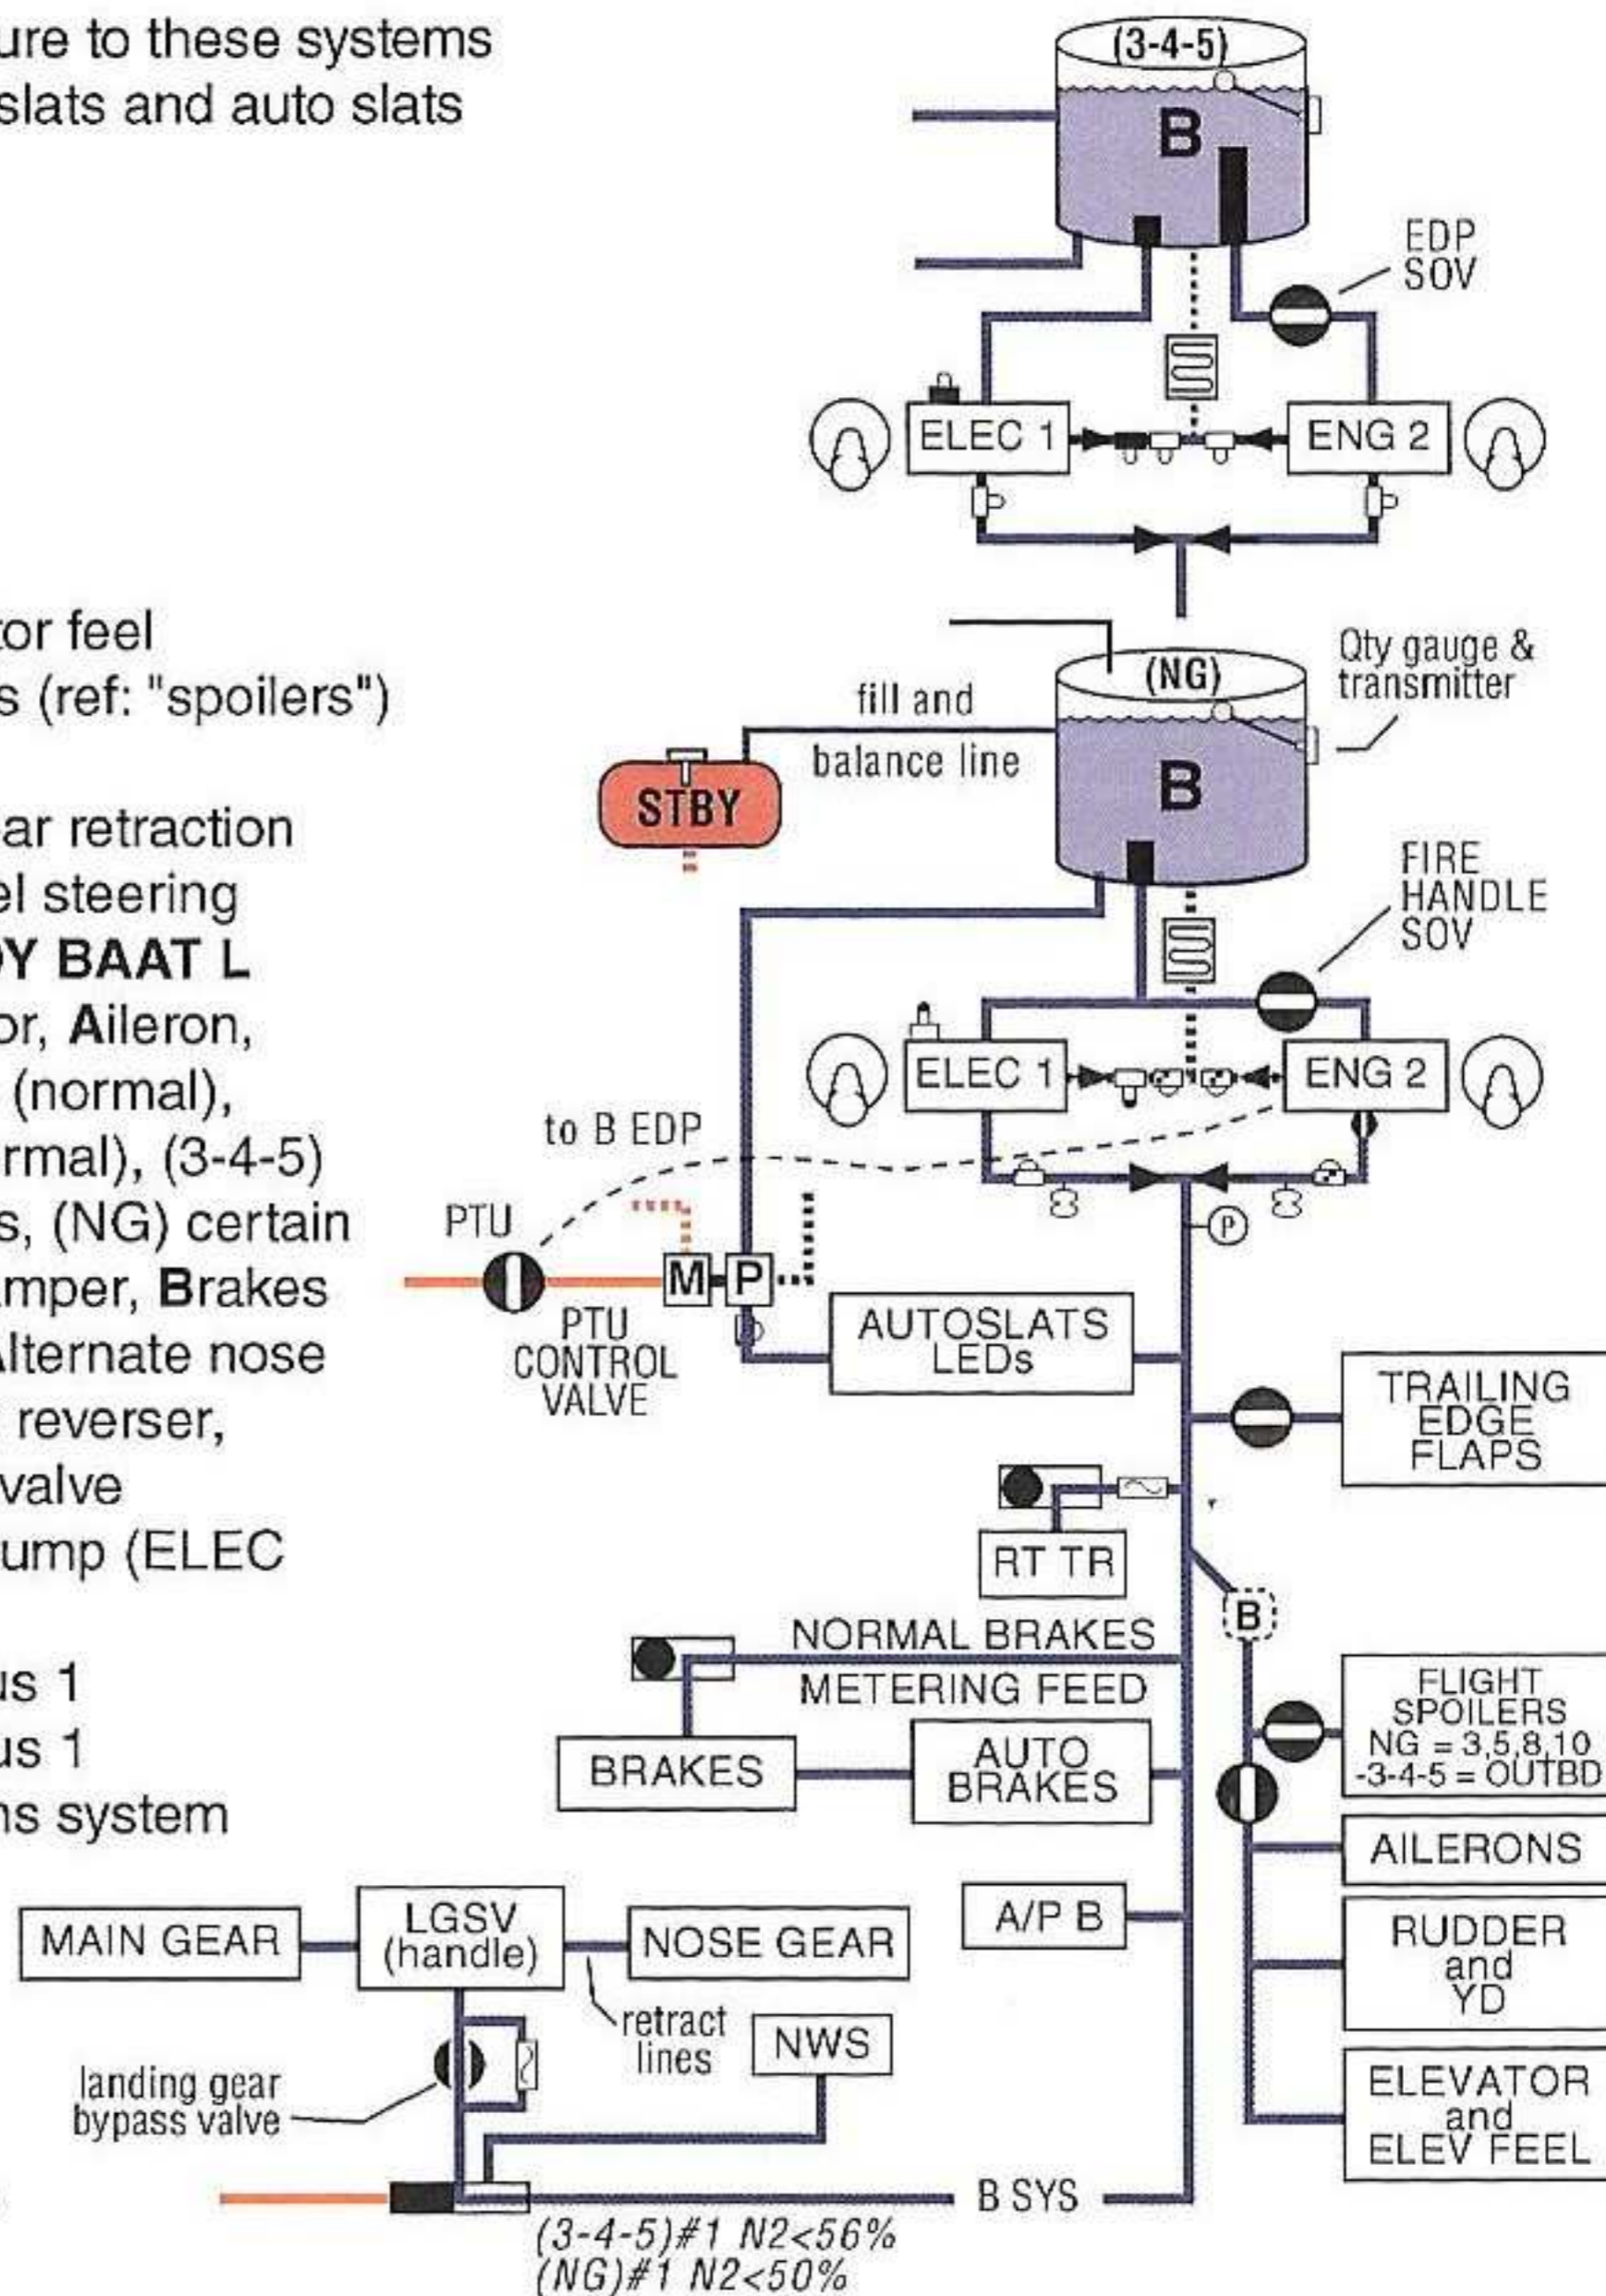 ure to these systems
slats and auto slats
tor feel
s (ref: "spoilers")
ar retraction
el steering
Y BAAT L
or, Aileron,
(normal),
rmal), (3-4-5)
s, (NG) certain
mper, Brakes
Alternate nose
reverser,
valve
ump (ELEC
us 1
us 1
ns system
(3-4-5)
B
EDP
SOV
ELEC 1
ENG 2
(NG)
B
Qty gauge &
transmitter
fill and
balance line
STBY
FIRE
HANDLE
SOV
ELEC 1
ENG 2
to B EDP
P
PTU
M
P
PTU
CONTROL
VALVE
AUTOSLATS
LEDs
TRAILING
EDGE
FLAPS
RT TR
B
NORMAL BRAKES
METERING FEED
BRAKES
AUTO
BRAKES
FLIGHT
SPOILERS
NG = 3,5,8,10
-3-4-5 = OUTBD
AILERONS
A/P B
RUDDER
and
YD
ELEVATOR
and
ELEV FEEL
MAIN GEAR
LGSV
(handle)
NOSE GEAR
retract
lines
NWS
landing gear
bypass valve
B SYS
(3-4-5)#1 N2<56%
(NG)#1 N2<50%